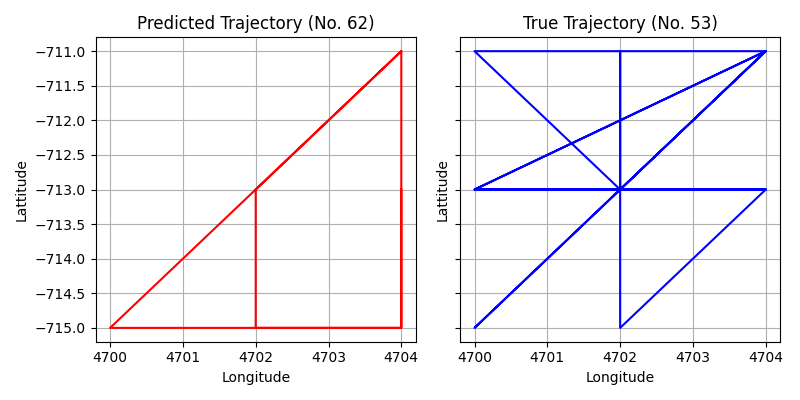 Predicted Trajectory (No. 62)
True Trajectory (No. 53)
−711.0
−711.5
−712.0
−712.5
−713.0
−713.5
−714.0
−714.5
−715.0
Lattitude
Lattitude
4700 4701 4702 4703 4704
4700 4701 4702 4703 4704
Longitude
Longitude